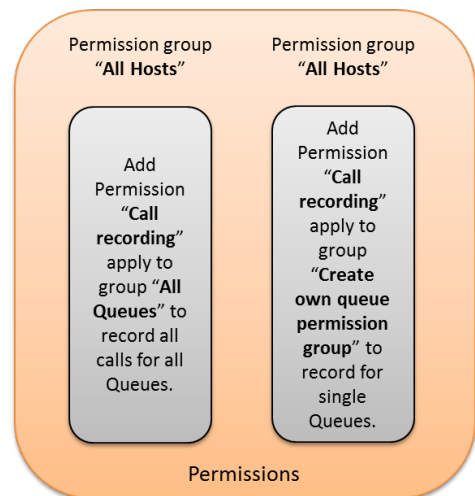 Permission group
“All Hosts”
Add
Permission
“Call
recording”
apply to
group “All
Queues” to
record all
calls for all
Queues.
Permission group
“All Hosts”
Add
Permission
“Call
recording”
apply to
group
“Create
own queue
permission
group” to
record for
single
Queues.
Permissions